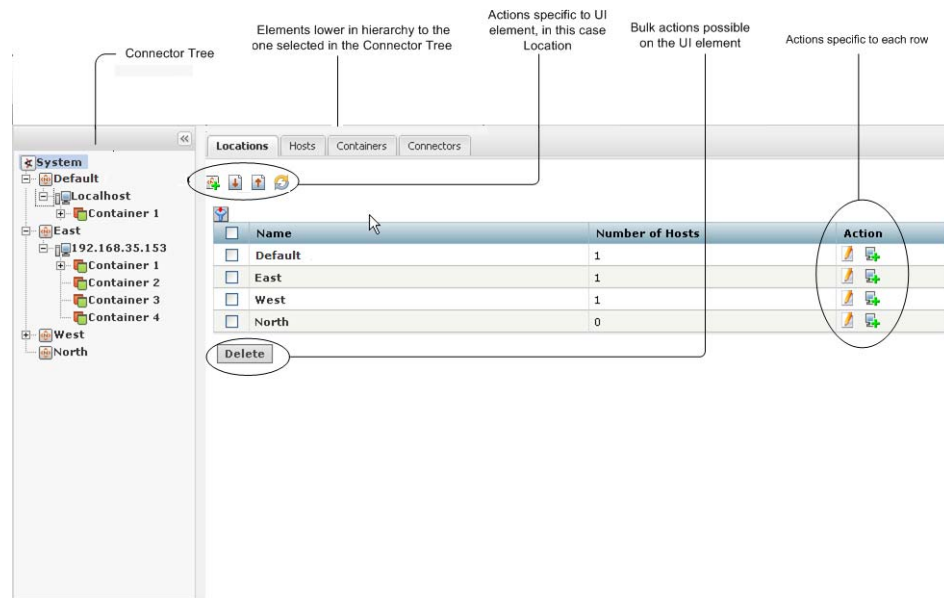 Connector Tree
Elements lower in hierarchy to the
one selected in the Connector Tree
Actions specific to UI
element, in this case
Location
Bulk actions possible
on the UI element
Actions specific to each row
Locations Hosts Containers Connectors
System
Default
Localhost
Container 1
East
192.168.35.153
Container 1
Container 2
Container 3
Container 4
West
North
Name Number of Hosts Action
Default 1
East 1
West 1
North 0
Delete